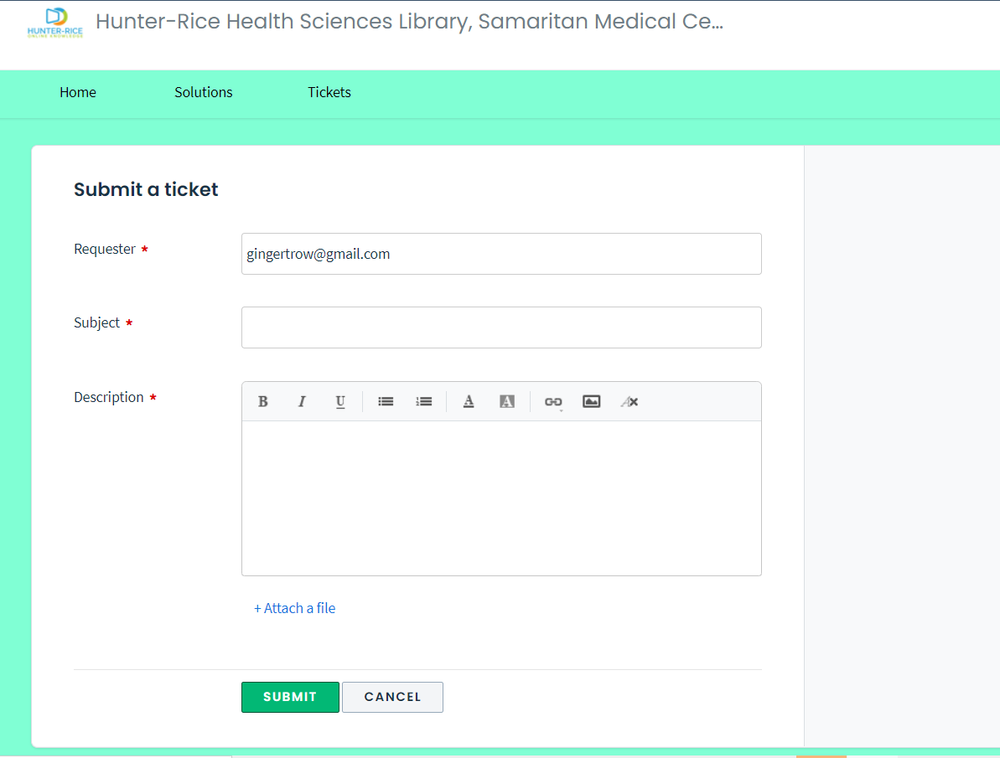 HUNTER-RICE
ONLINE KNOWLEDGE
Hunter-Rice Health Sciences Library, Samaritan Medical Ce...
Home Solutions Tickets
Submit a ticket
Requester *
gingertrow@gmail.com
Subject *
Description *
B I U A A
+ Attach a file
SUBMIT CANCEL